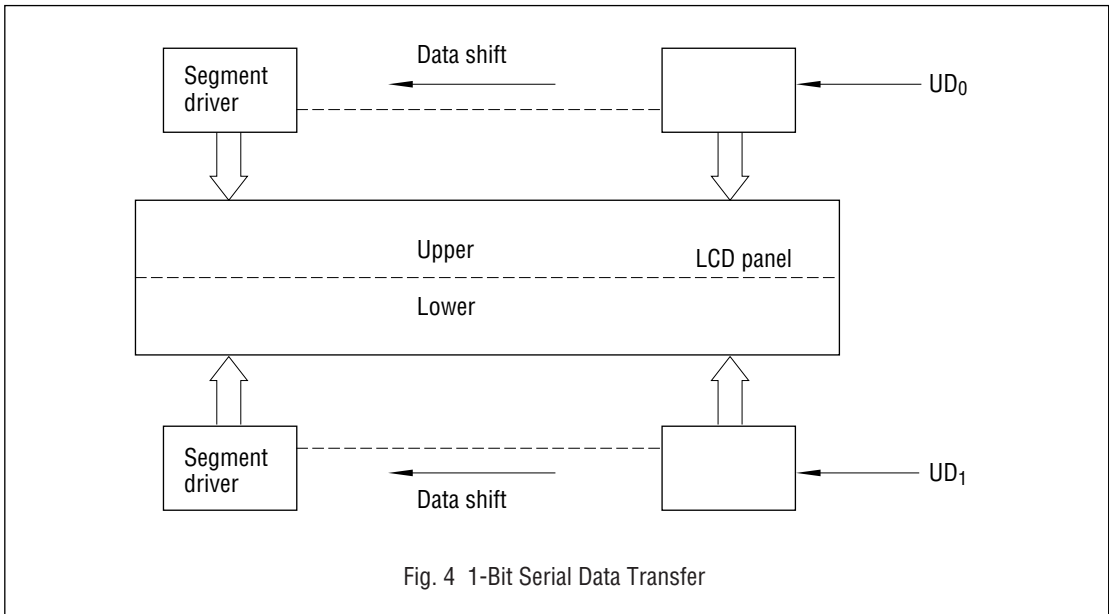 Segment
driver
Data shift
UD0
Upper
LCD panel
Lower
Segment
driver
Data shift
UD1
Fig. 4 1-Bit Serial Data Transfer